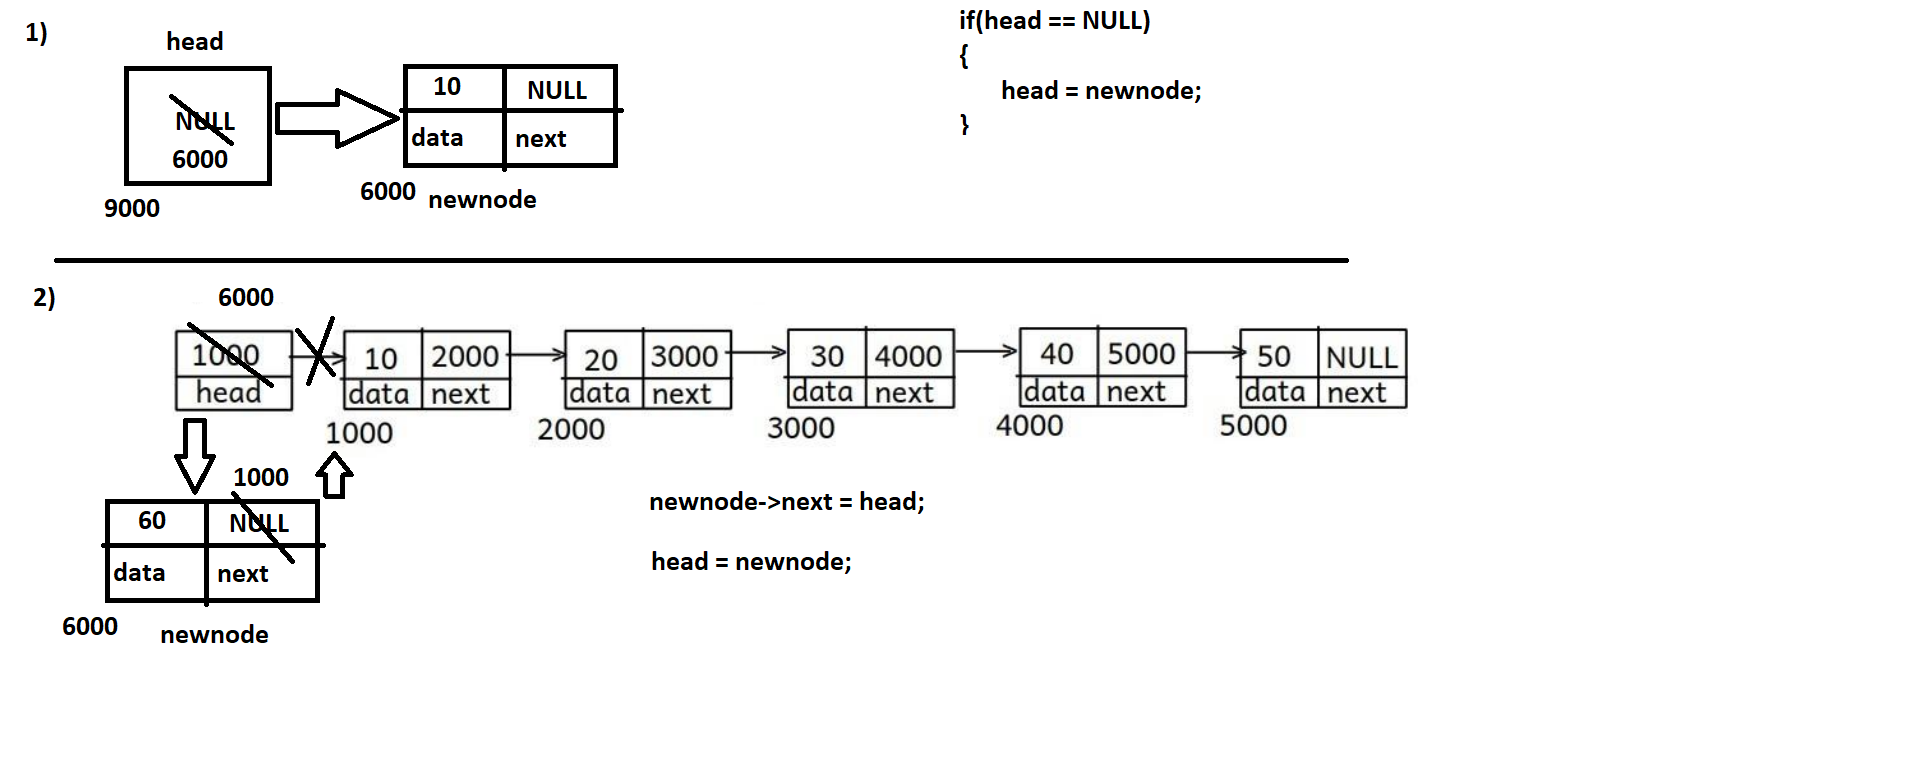 1)
head
NULL
6000
9000
10 NULL
data next
6000 newnode
if(head == NULL)
{
head = newnode;
}
2)
6000
1000
head
10 2000
data next
1000
20 3000
data next
2000
30 4000
data next
3000
40 5000
data next
4000
50 NULL
data next
5000
1000
60 NULL
data next
6000 newnode
newnode->next = head;
head = newnode;